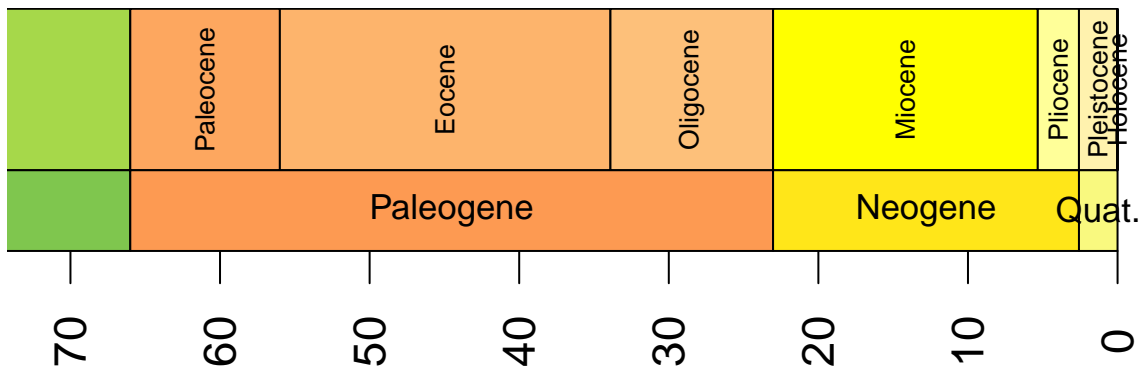 Paleocene
Eocene
Oligocene
Miocene
Pliocene
Pleistocene
Holocene
Paleogene
Neogene
Quat.
70
60
50
40
30
20
10
0